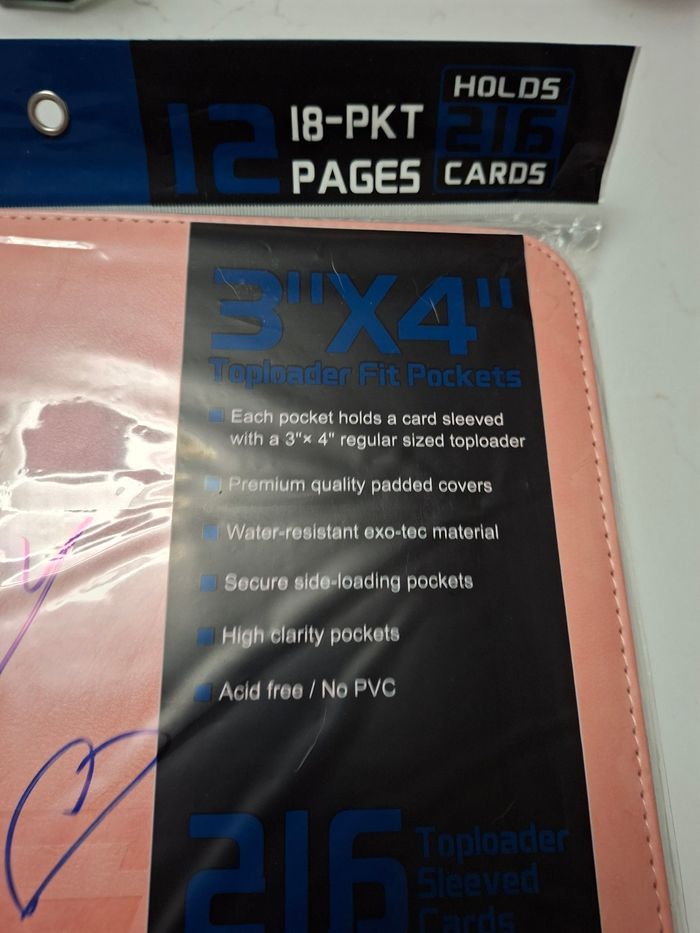 12
18-PKT
PAGES
HOLDS
216
CARDS
3"X4"
Toploader Fit Pockets
Each pocket holds a card sleeved
with a 3"× 4" regular sized toploader
Premium quality padded covers
Water-resistant exo-tec material
Secure side-loading pockets
High clarity pockets
Acid free / No PVC
216
Toploader
Sleeved
Cards